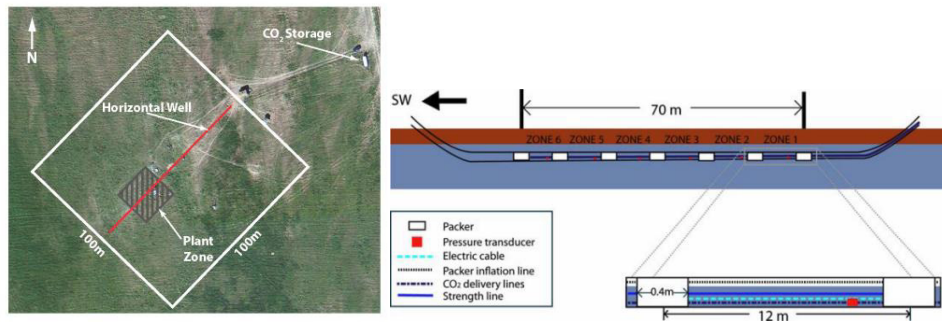 CO2 Storage
N
Horizontal Well
Plant
Zone
100m
100m
SW
70 m
ZONE 6 ZONE 5 ZONE 4 ZONE 3 ZONE 2 ZONE 1
Packer
Pressure transducer
Electric cable
Packer inflation line
CO2 delivery lines
Strength line
0.4m
12 m